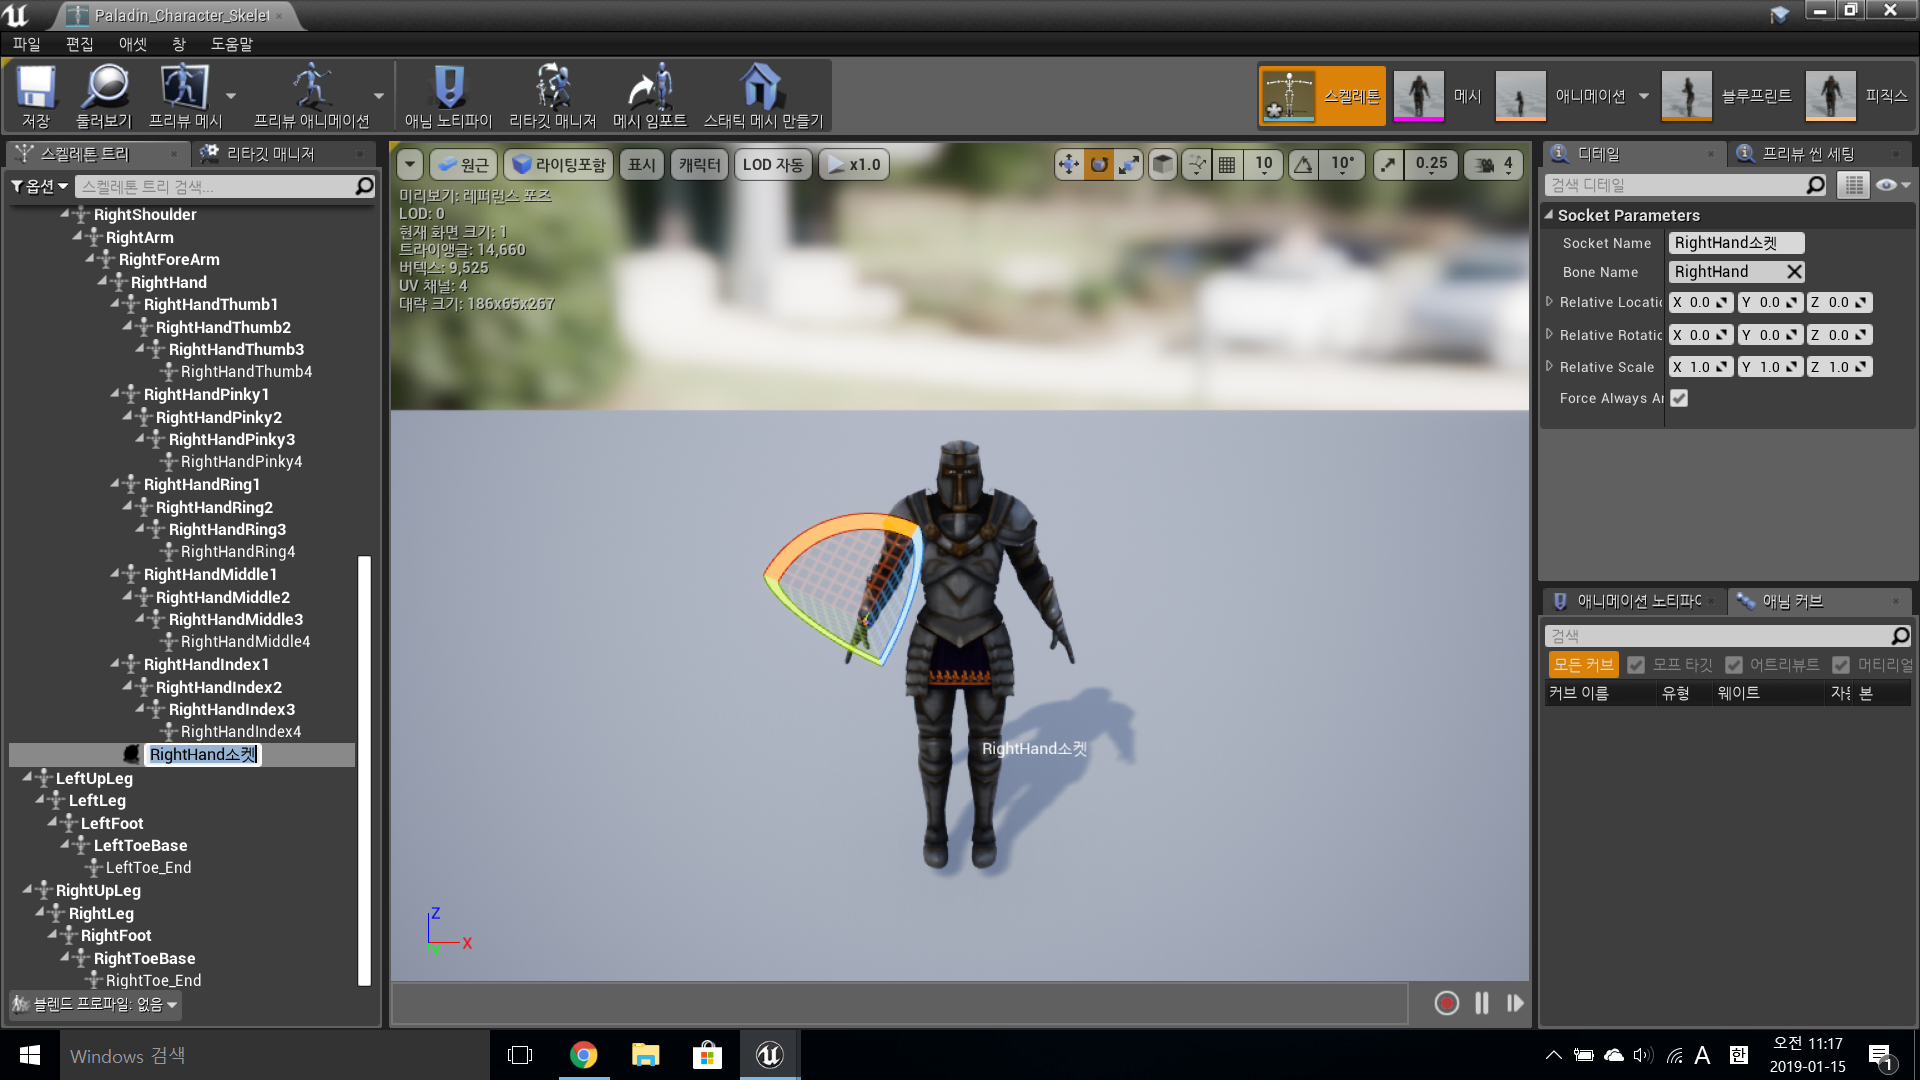 Paladin_Character_Skelet
파일 편집 애셋 창 도움말
저장 둘러보기 프리뷰 메시 프리뷰 애니메이션 애님 노티파이 리타깃 매니저 메시 임포트 스태틱 메시 만들기
스켈레톤 메시 애니메이션 블루프린트 피직스
스켈레톤 트리 리타깃 매니저
옵션 스켈레톤 트리 검색...
RightShoulder
RightArm
RightForeArm
RightHand
RightHandThumb1
RightHandThumb2
RightHandThumb3
RightHandThumb4
RightHandPinky1
RightHandPinky2
RightHandPinky3
RightHandPinky4
RightHandRing1
RightHandRing2
RightHandRing3
RightHandRing4
RightHandMiddle1
RightHandMiddle2
RightHandMiddle3
RightHandMiddle4
RightHandIndex1
RightHandIndex2
RightHandIndex3
RightHandIndex4
RightHand소켓
LeftUpLeg
LeftLeg
LeftFoot
LeftToeBase
LeftToe_End
RightUpLeg
RightLeg
RightFoot
RightToeBase
RightToe_End
블렌드 프로파일: 없음
원근 라이팅포함 표시 캐릭터 LOD 자동 x1.0 10 10° 0.25 4
미리보기: 레퍼런스 포즈
LOD: 0
현재 화면 크기: 1
트라이앵글: 14,660
버텍스: 9,525
UV 채널: 4
대략 크기: 186x65x267
RightHand소켓
Z
X
Y
디테일 프리뷰 씬 세팅
검색 디테일
Socket Parameters
Socket Name RightHand소켓
Bone Name RightHand
Relative Locatic X 0.0 Y 0.0 Z 0.0
Relative Rotatic X 0.0 Y 0.0 Z 0.0
Relative Scale X 1.0 Y 1.0 Z 1.0
Force Always Ar
애니메이션 노티파이 애님 커브
검색
모든 커브 모프 타깃 어트리뷰트 머티리얼
커브 이름 유형 웨이트 자동 본
Windows 검색
A 한
오전 11:17
2019-01-15
1